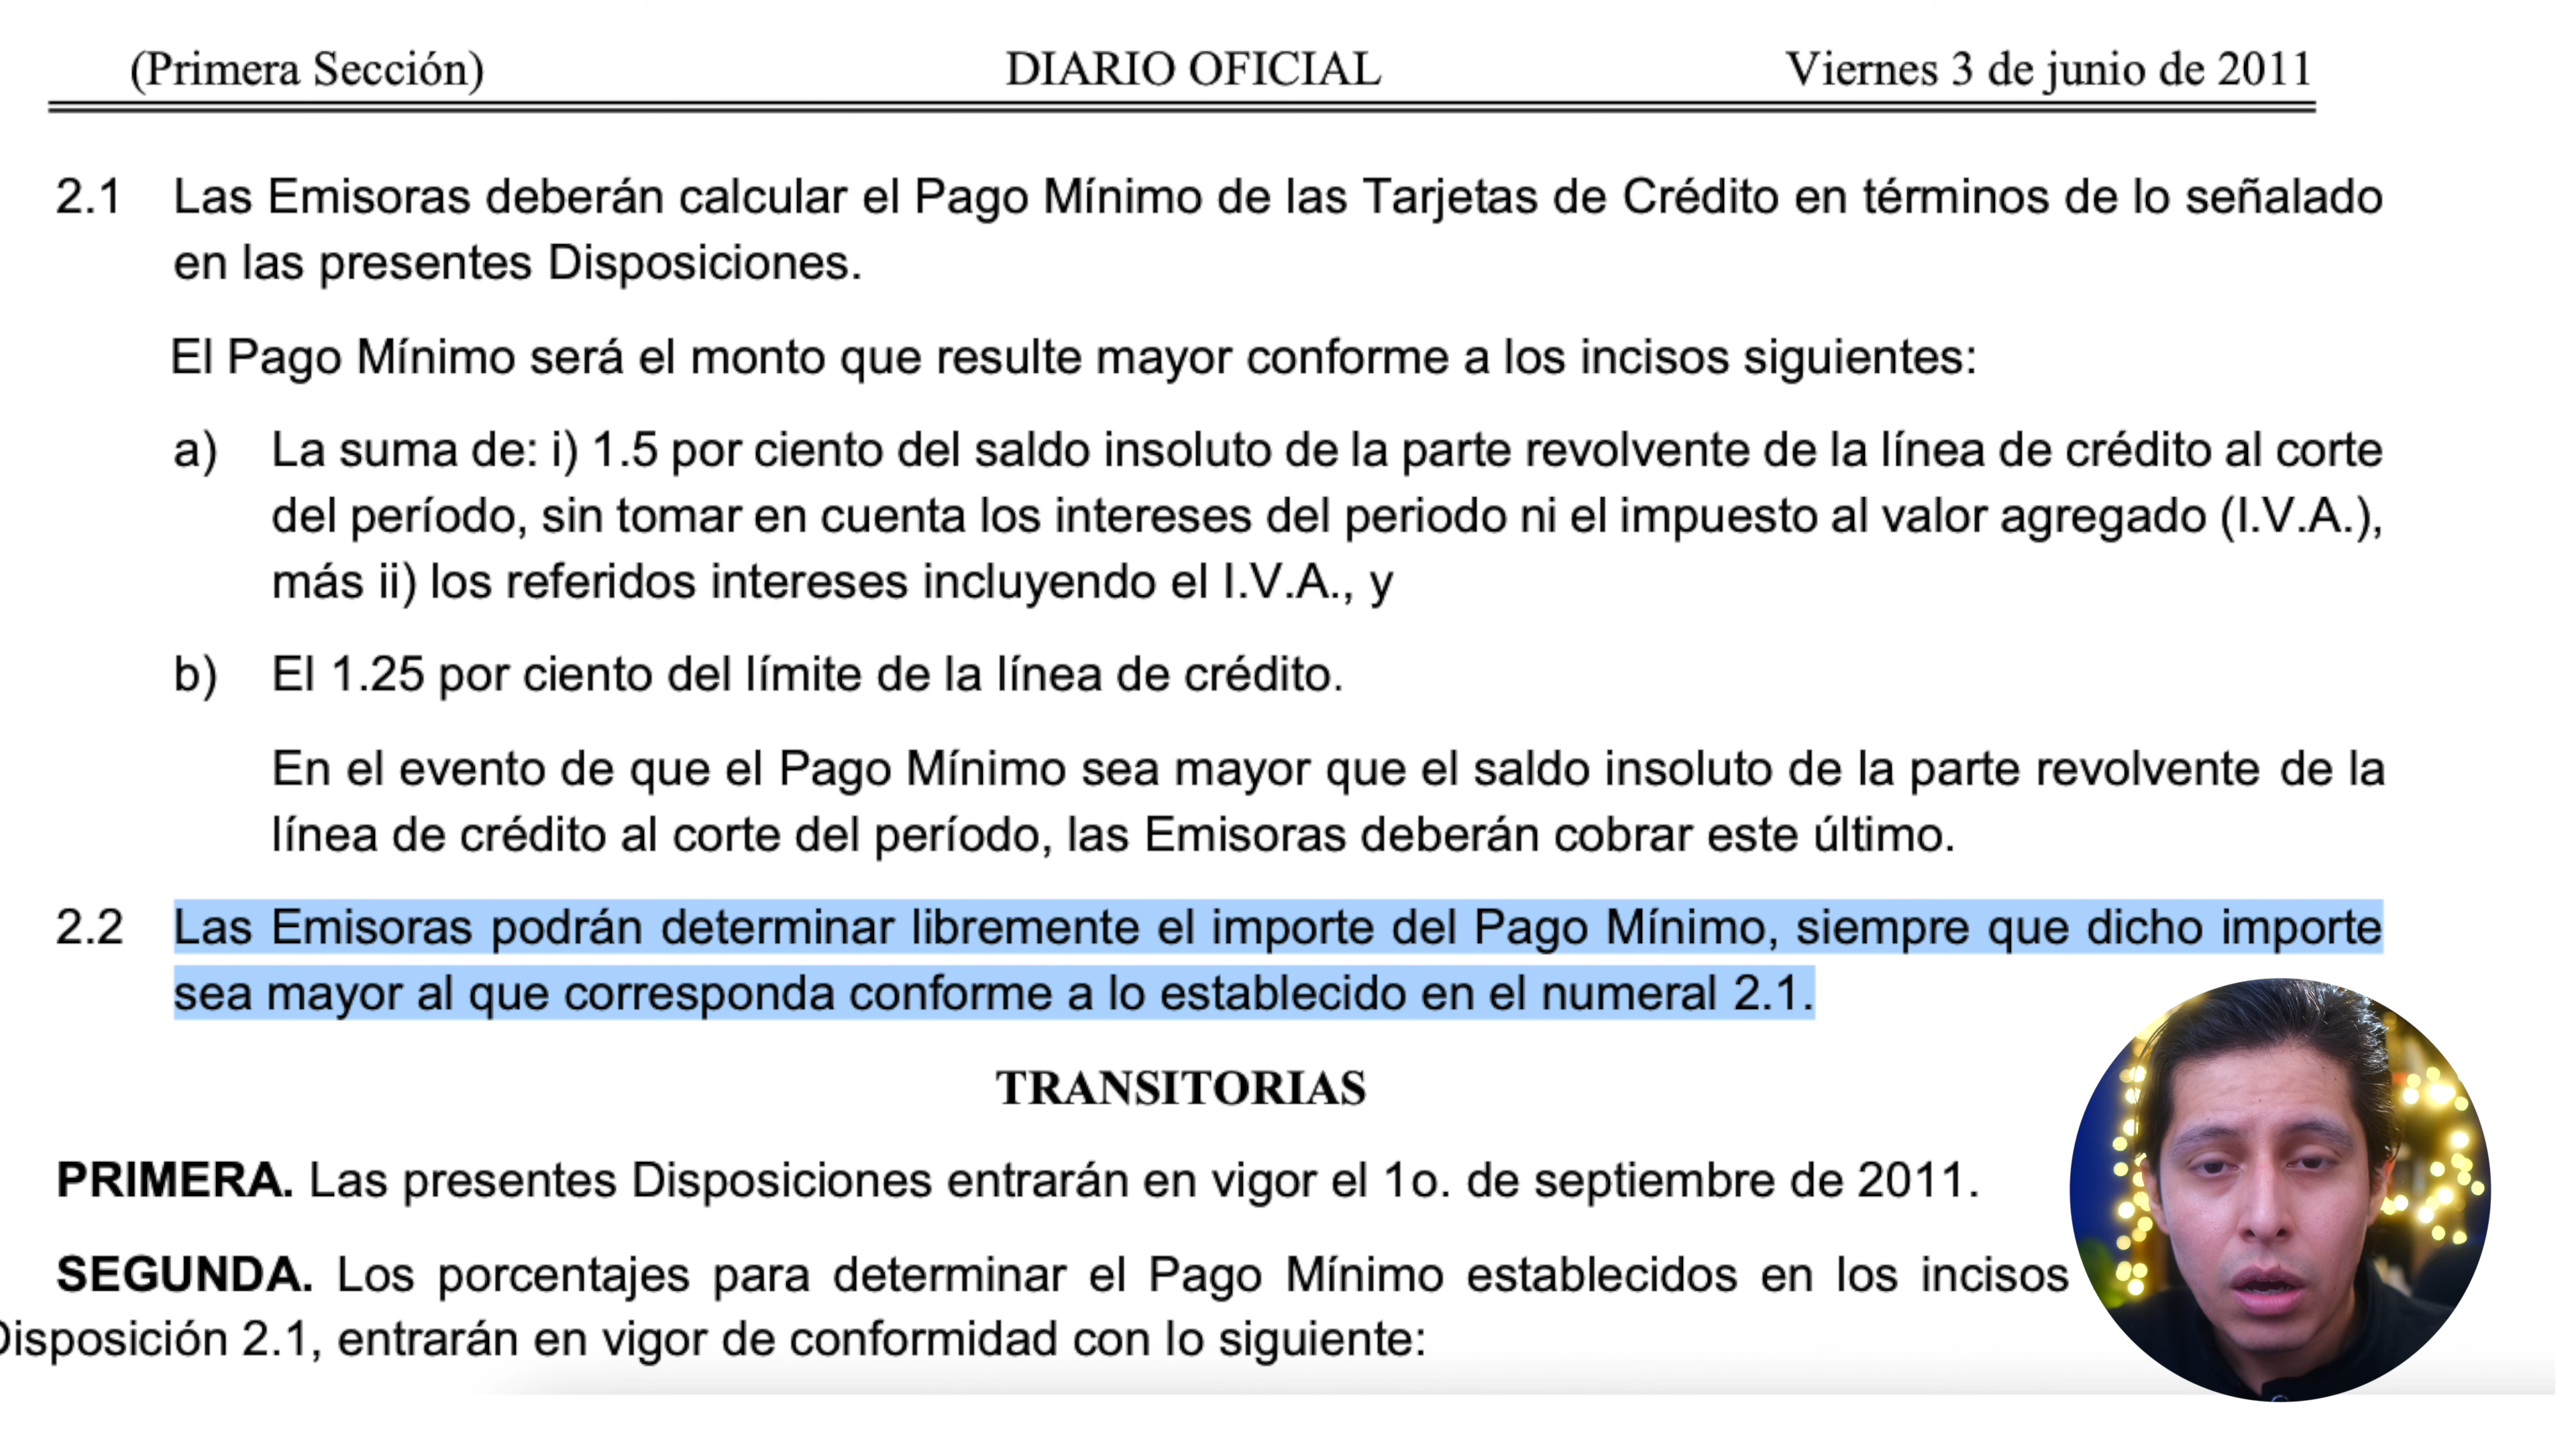 (Primera Sección) DIARIO OFICIAL Viernes 3 de junio de 2011
2.1 Las Emisoras deberán calcular el Pago Mínimo de las Tarjetas de Crédito en términos de lo señalado
en las presentes Disposiciones.
El Pago Mínimo será el monto que resulte mayor conforme a los incisos siguientes:
a) La suma de: i) 1.5 por ciento del saldo insoluto de la parte revolvente de la línea de crédito al corte
del período, sin tomar en cuenta los intereses del periodo ni el impuesto al valor agregado (I.V.A.),
más ii) los referidos intereses incluyendo el I.V.A., y
b) El 1.25 por ciento del límite de la línea de crédito.
En el evento de que el Pago Mínimo sea mayor que el saldo insoluto de la parte revolvente de la
línea de crédito al corte del período, las Emisoras deberán cobrar este último.
2.2 Las Emisoras podrán determinar libremente el importe del Pago Mínimo, siempre que dicho importe
sea mayor al que corresponda conforme a lo establecido en el numeral 2.1.
TRANSITORIAS
PRIMERA. Las presentes Disposiciones entrarán en vigor el 1o. de septiembre de 2011.
SEGUNDA. Los porcentajes para determinar el Pago Mínimo establecidos en los incisos
Disposición 2.1, entrarán en vigor de conformidad con lo siguiente: